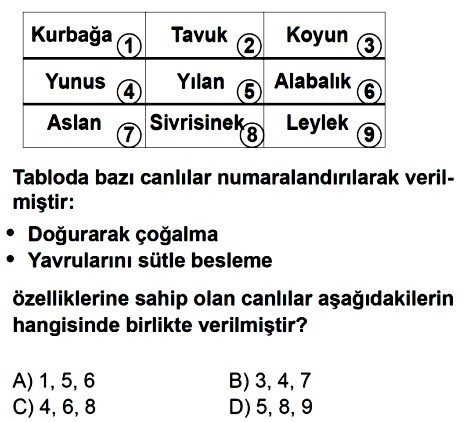 Kurbağa 1 Tavuk 2 Koyun 3
Yunus 4 Yılan 5 Alabalık 6
Aslan 7 Sivrisinek 8 Leylek 9
Tabloda bazı canlılar numaralandırılarak veril-
miştir:
• Doğurarak çoğalma
• Yavrularını sütle besleme
özelliklerine sahip olan canlılar aşağıdakilerin
hangisinde birlikte verilmiştir?
A) 1, 5, 6 B) 3, 4, 7
C) 4, 6, 8 D) 5, 8, 9